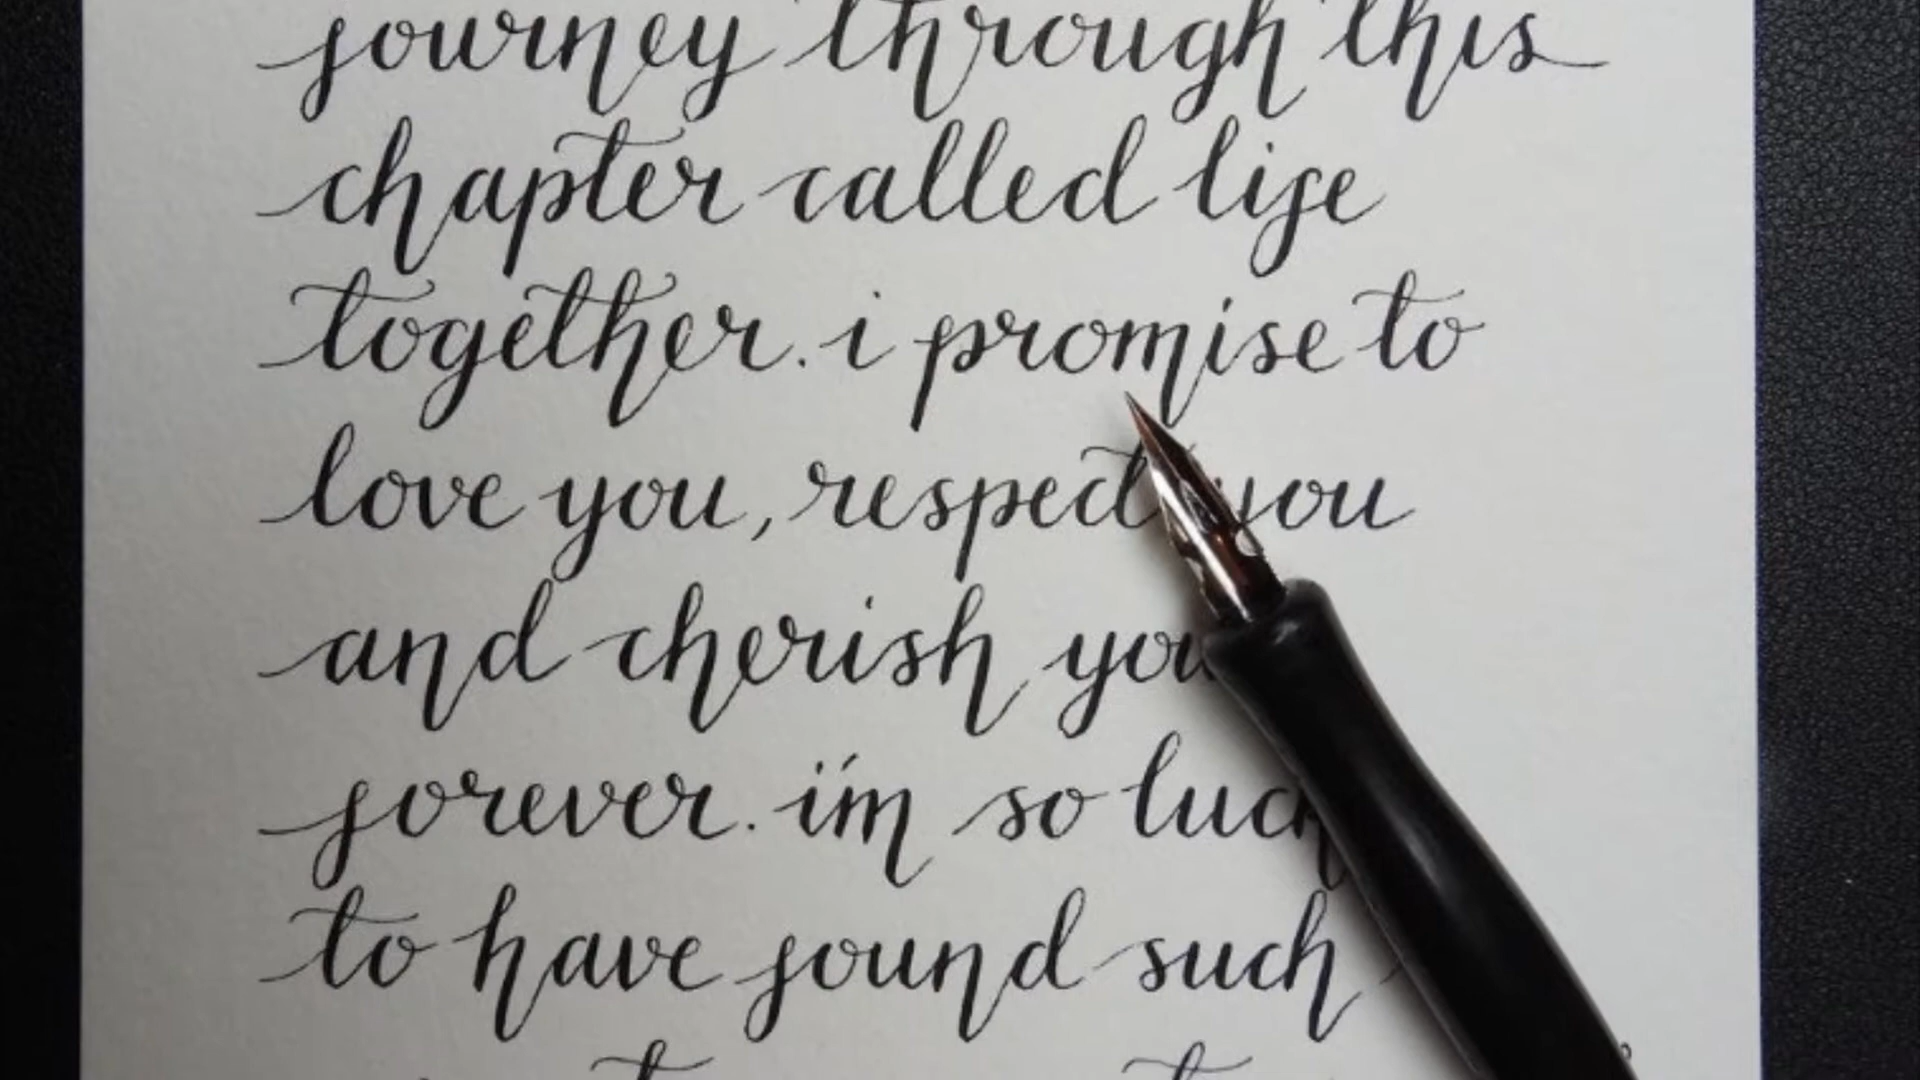 journey through this
chapter called life
together. i promise to
love you, respect you
and cherish you
forever. i'm so
to have found such